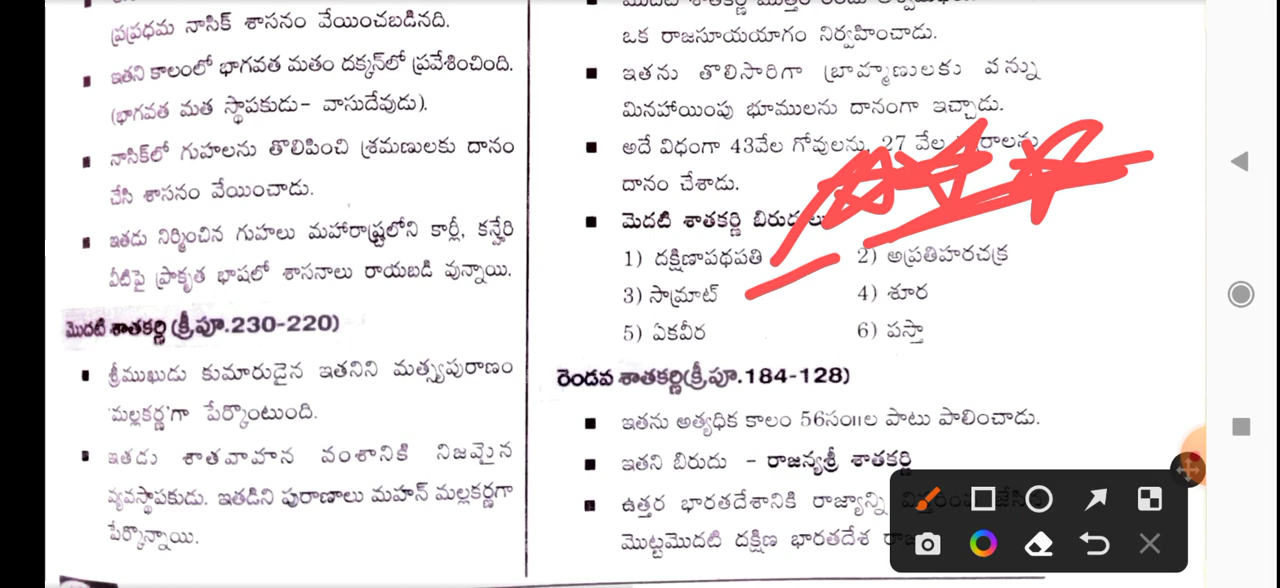 ప్రప్రధమ నాసిక్ శాసనం వేయించబడినది.
■ ఇతని కాలంలో భాగవత మతం దక్కన్‌లో ప్రవేశించింది.
(భాగవత మత స్థాపకుడు- వాసుదేవుడు).
■ నాసిక్‌లో గుహలను తొలిపించి శ్రమణులకు దానం
చేసి శాసనం వేయించాడు.
■ ఇతడు నిర్మించిన గుహలు మహారాష్ట్రలోని కార్లీ, కన్హేరి
వీటిపై ప్రాకృత భాషలో శాసనాలు రాయబడి వున్నాయి.
మొదటి శాతకర్ణి (క్రీ.పూ.230-220)
■ శ్రీముఖుడు కుమారుడైన ఇతనిని మత్స్యపురాణం
'మల్లకర్ణ'గా పేర్కొంటుంది.
■ ఇతడు శాతవాహన వంశానికి నిజమైన
వ్యవస్థాపకుడు. ఇతడిని పురాణాలు మహన్ మల్లకర్ణగా
పేర్కొన్నాయి.
ఒక రాజసూయయాగం నిర్వహించాడు.
■ ఇతను తొలిసారిగా బ్రాహ్మణులకు వన్ను
మినహాయింపు భూములను దానంగా ఇచ్చాడు.
■ అదే విధంగా 43వేల గోవులను, 27 వేల
దానం చేశాడు.
■ మెదటి శాతకర్ణి
1) దక్షిణాపథపతి 2) అప్రతిహరచక్ర
3) సామ్రాట్ 4) శూర
5) ఏకవీర 6) పస్తా
రెండవ శాతకర్ణి(క్రీ.పూ.184-128)
■ ఇతను అత్యధిక కాలం 56సం॥ల పాటు పాలించాడు.
■ ఇతని బిరుదు - రాజన్యశ్రీ శాతకర్ణి
■ ఉత్తర భారతదేశానికి రాజ్యాన్ని
మొట్టమొదటి దక్షిణ భారతదేశ